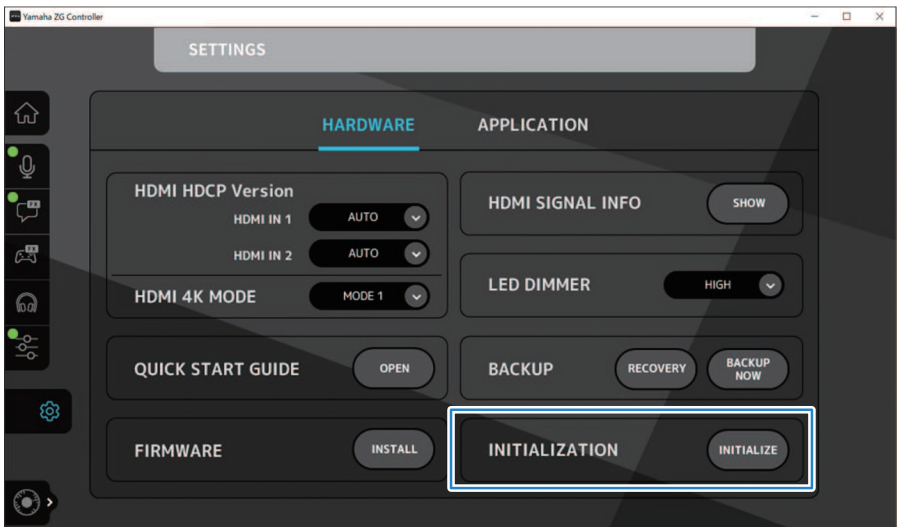 Yamaha ZG Controller
SETTINGS
HARDWARE
APPLICATION
HDMI HDCP Version
HDMI IN 1
AUTO
HDMI IN 2
AUTO
HDMI 4K MODE
MODE 1
HDMI SIGNAL INFO
SHOW
LED DIMMER
HIGH
QUICK START GUIDE
OPEN
BACKUP
RECOVERY
BACKUP
NOW
FIRMWARE
INSTALL
INITIALIZATION
INITIALIZE
FX
FX